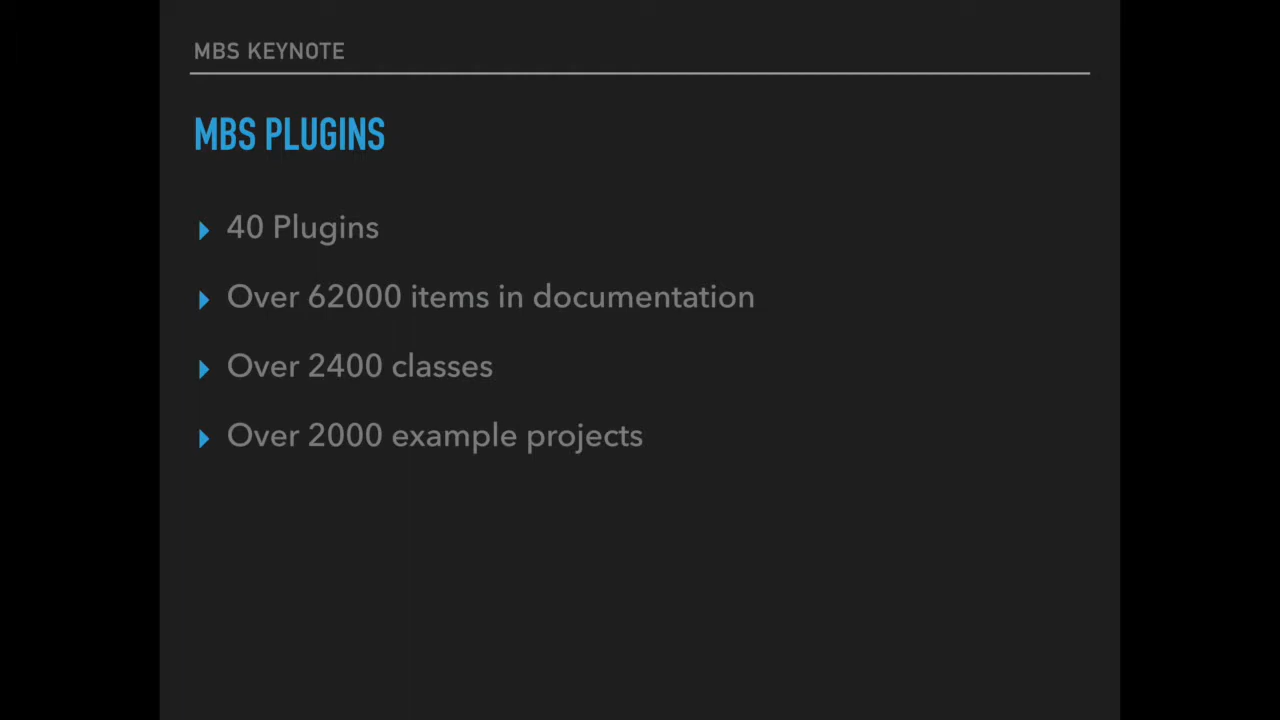 MBS KEYNOTE
MBS PLUGINS
40 Plugins
Over 62000 items in documentation
Over 2400 classes
Over 2000 example projects